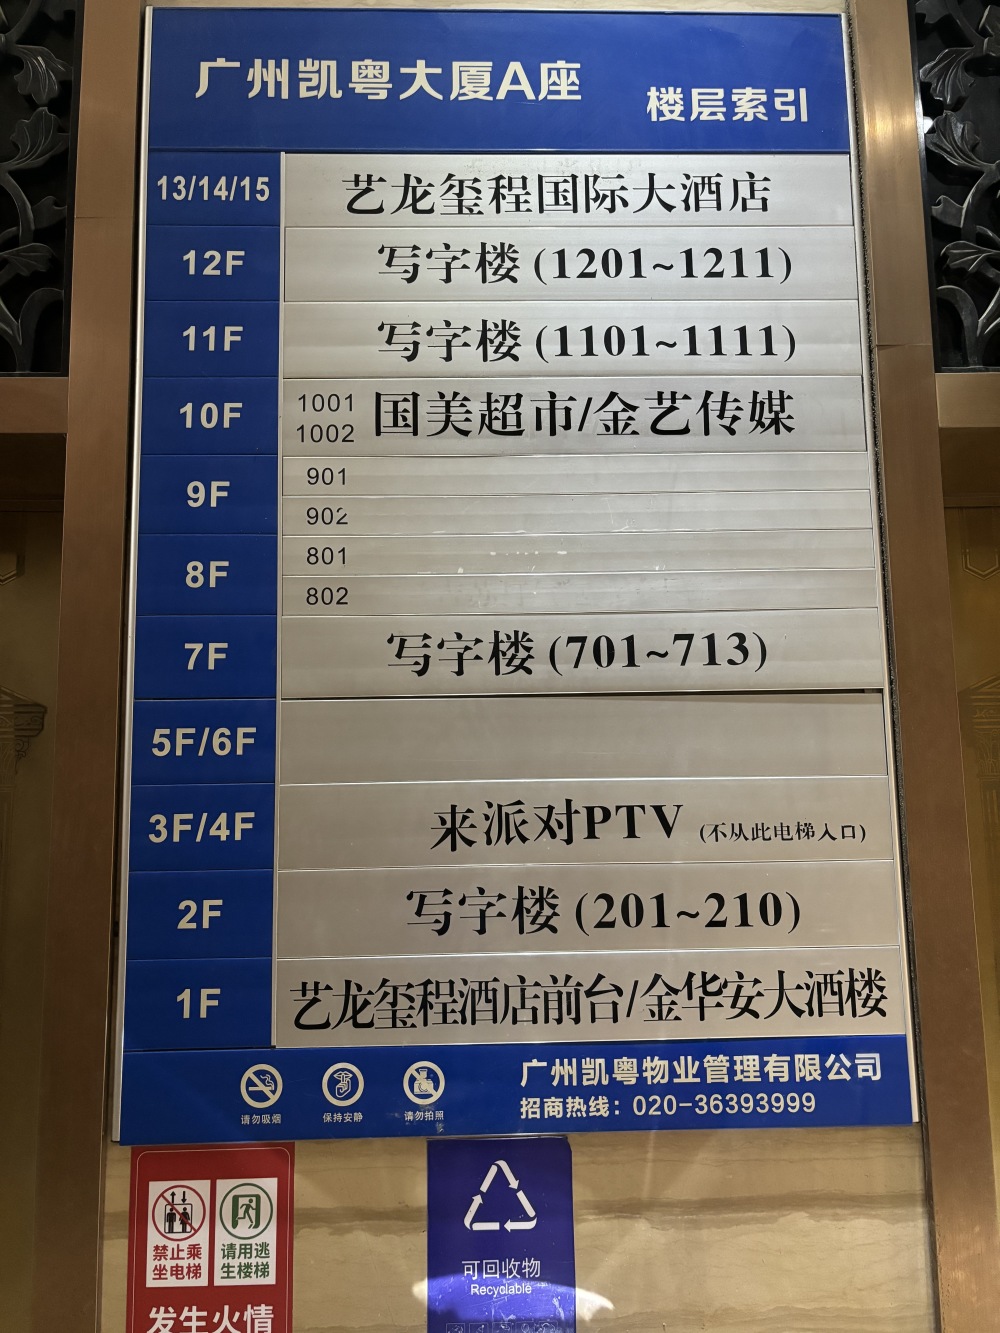 广州凯粤大厦A座
楼层索引
13/14/15 艺龙玺程国际大酒店
12F 写字楼 (1201~1211)
11F 写字楼 (1101~1111)
10F 1001 1002 国美超市/金艺传媒
9F 901
902
8F 801
802
7F 写字楼 (701~713)
5F/6F
3F/4F 来派对PTV (不从此电梯入口)
2F 写字楼 (201~210)
1F 艺龙玺程酒店前台/金华安大酒楼
请勿吸烟 保持安静 请勿拍照
广州凯粤物业管理有限公司
招商热线：020-36393999
禁止乘
坐电梯
请用逃
生楼梯
发生火情
可回收物
Recyclable